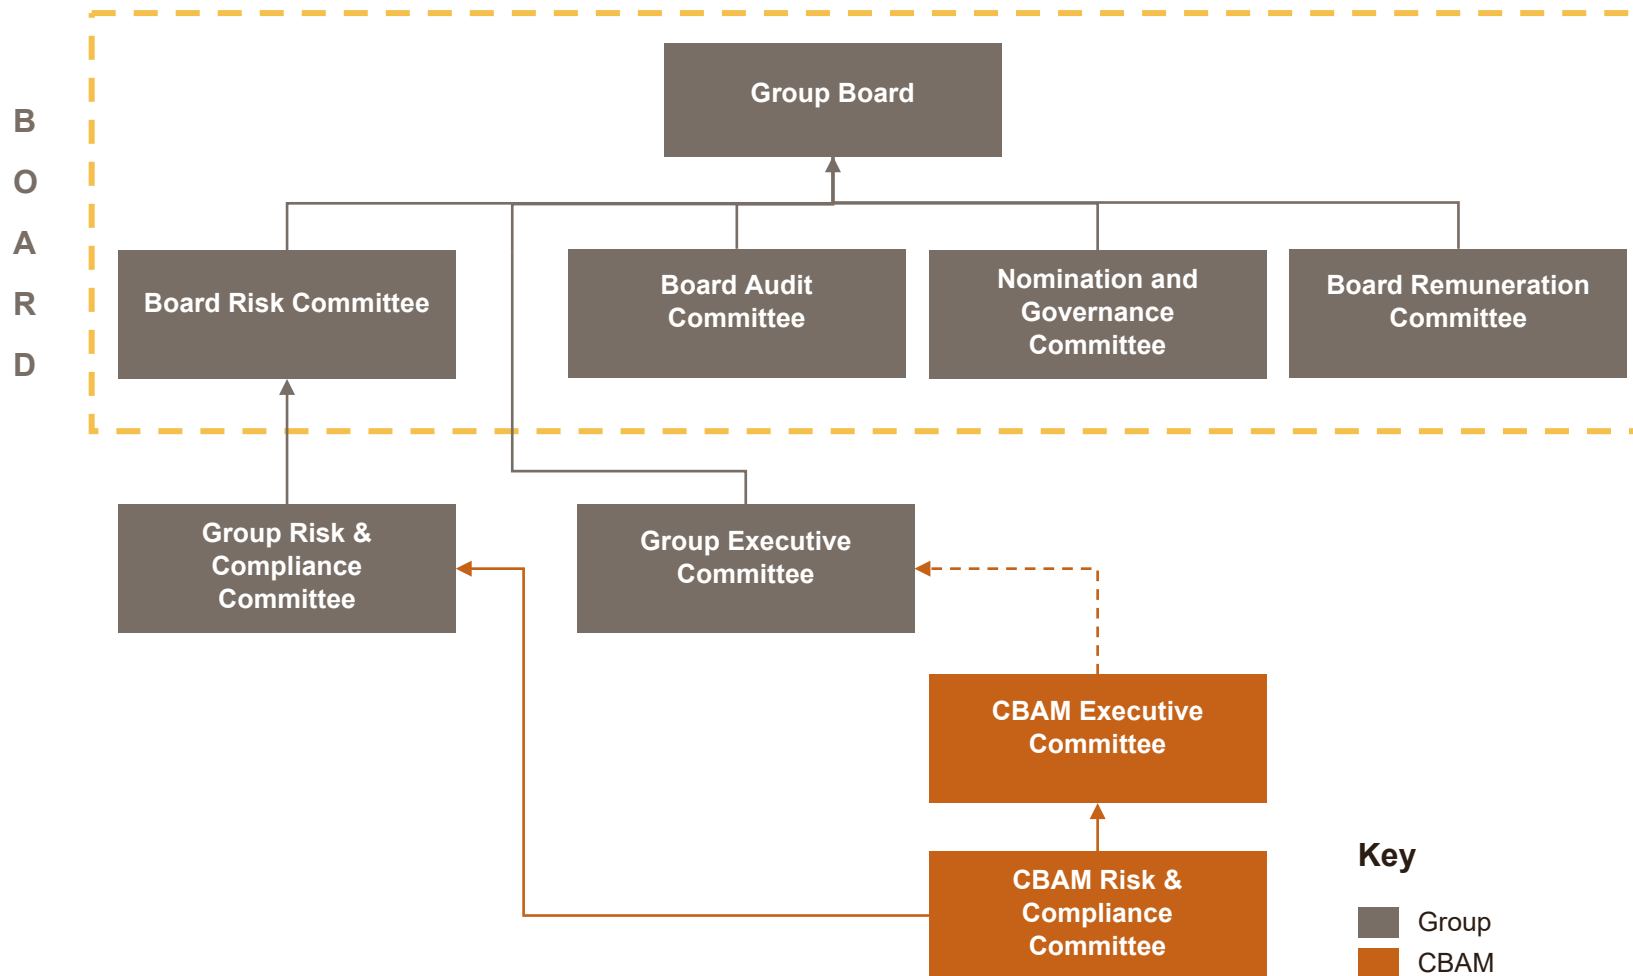 B
O
A
R
D
Group Board
Board Risk Committee
Board Audit
Committee
Nomination and
Governance
Committee
Board Remuneration
Committee
Group Risk &
Compliance
Committee
Group Executive
Committee
CBAM Executive
Committee
CBAM Risk &
Compliance
Committee
Key
Group
CBAM